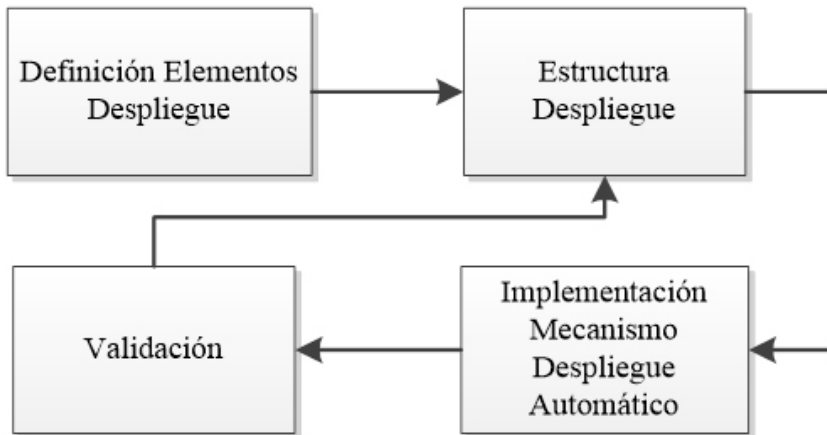 Definición Elementos
Despliegue
Estructura
Despliegue
Validación
Implementación
Mecanismo
Despliegue
Automático